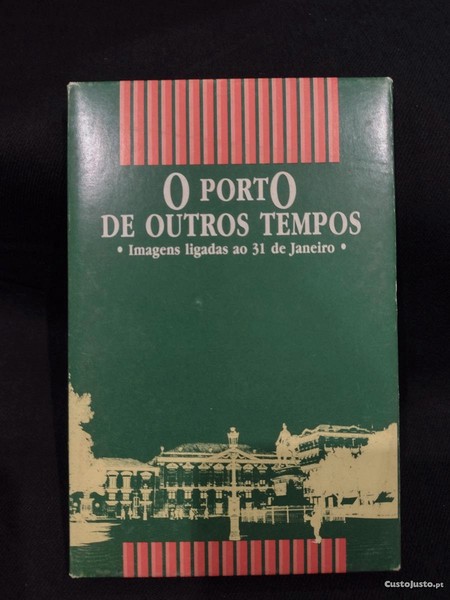 O PORTO
DE OUTROS TEMPOS
• Imagens ligadas ao 31 de Janeiro •
CustoJusto.pt